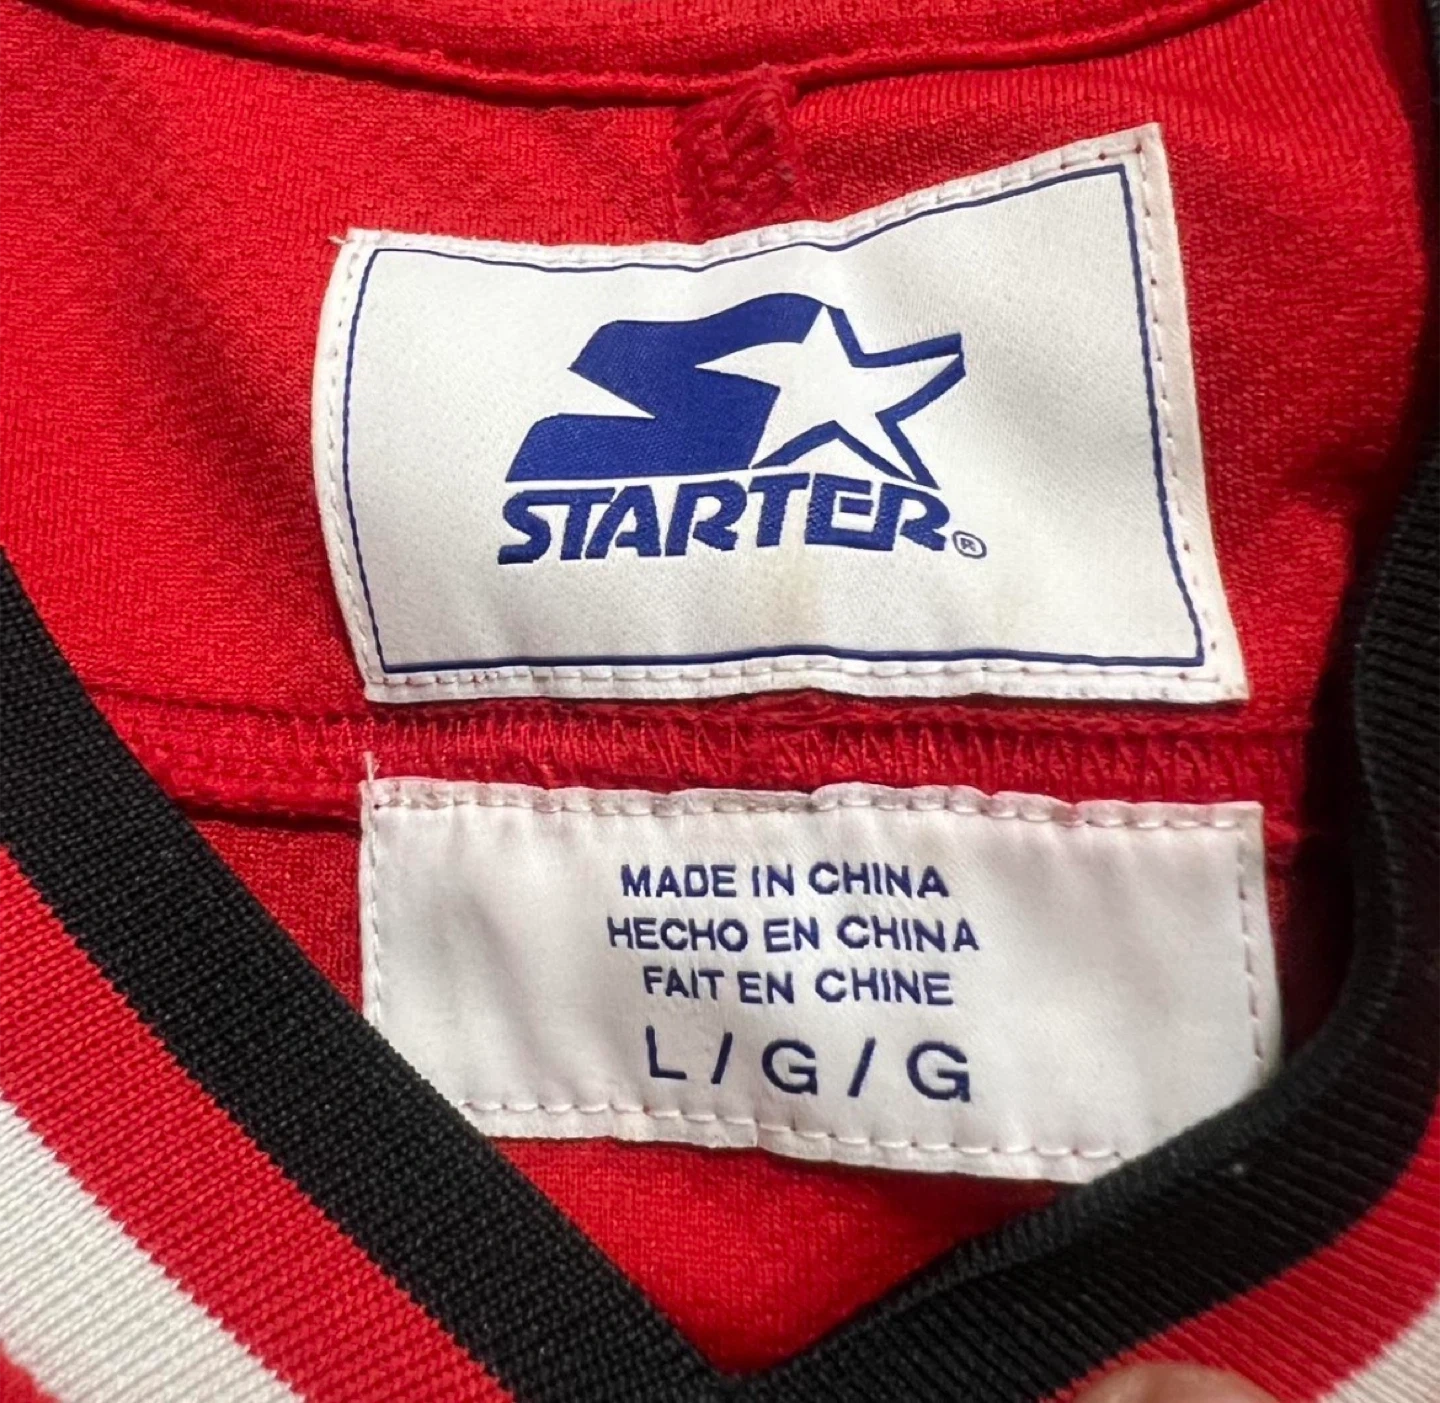 STARTER®
MADE IN CHINA
HECHO EN CHINA
FAIT EN CHINE
L/G/G